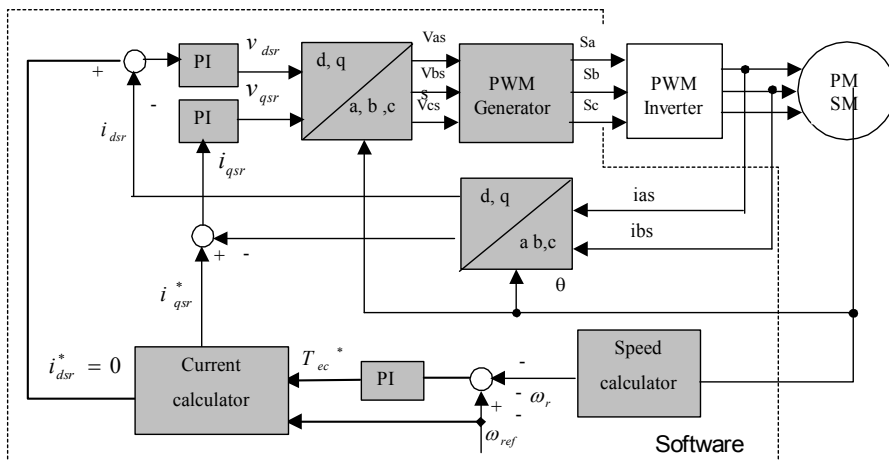 Vas
Sa
v dsr
+
PI
d, q
Vbs
PWM
Generator
Sb
PWM
Inverter
PM
SM
-
v qsr
s
i dsr
PI
a, b ,c
Vcs
Sc
i qsr
d, q
ias
a b,c
ibs
+ -
θ
i qsr *
i dsr * = 0
Current
calculator
T ec *
PI
-
- ω r
+ -
ω ref
Speed
calculator
Software